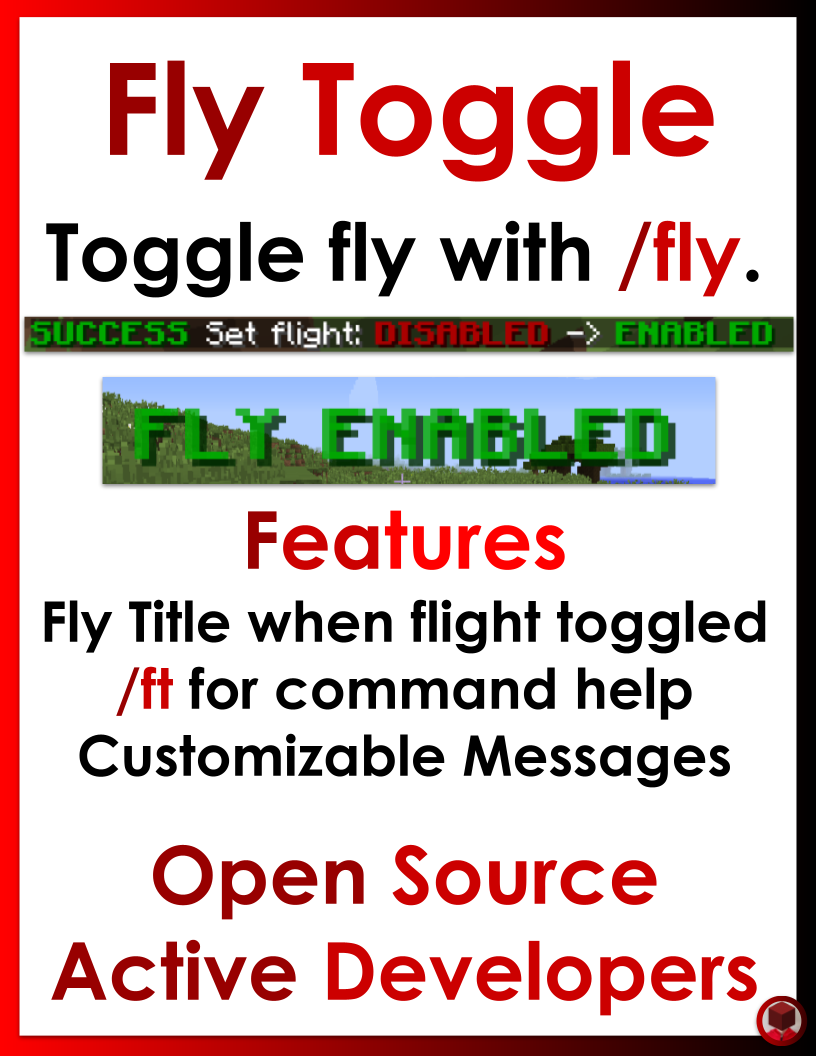 Fly Toggle
Toggle fly with /fly.
SUCCESS Set flight: DISABLED -> ENABLED
FLY ENABLED
Features
Fly Title when flight toggled
/ft for command help
Customizable Messages
Open Source
Active Developers